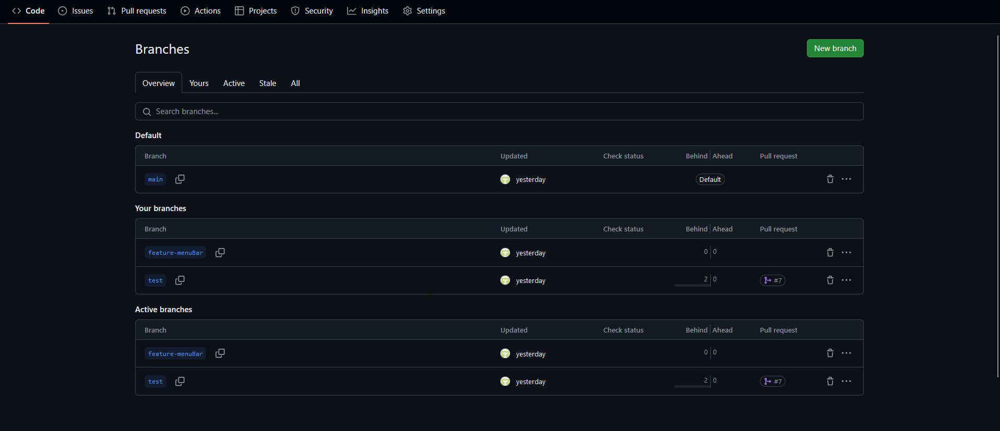 Code Issues Pull requests Actions Projects Security Insights Settings
Branches
New branch
Overview Yours Active Stale All
Search branches...
Default
Branch Updated Check status Behind Ahead Pull request
main yesterday Default
Your branches
Branch Updated Check status Behind Ahead Pull request
feature-menuBar yesterday 0 0
test yesterday 2 0 #7
Active branches
Branch Updated Check status Behind Ahead Pull request
feature-menuBar yesterday 0 0
test yesterday 2 0 #7